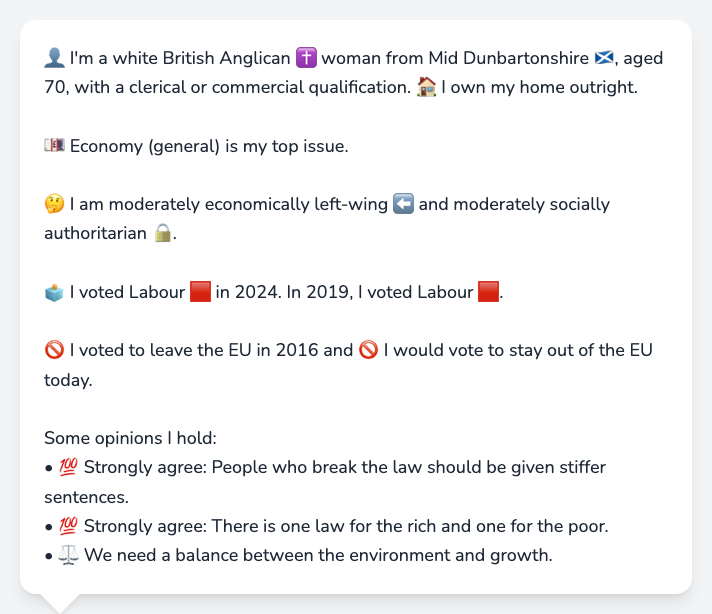 👤 I'm a white British Anglican ✝️ woman from Mid Dunbartonshire 🏴󠁧󠁢󠁳󠁣󠁴󠁿, aged
70, with a clerical or commercial qualification. 🏠 I own my home outright.
💷 Economy (general) is my top issue.
🤔 I am moderately economically left-wing ⬅️ and moderately socially
authoritarian 🔒.
🗳️ I voted Labour 🟥 in 2024. In 2019, I voted Labour 🟥.
🚫 I voted to leave the EU in 2016 and 🚫 I would vote to stay out of the EU
today.
Some opinions I hold:
• 💯 Strongly agree: People who break the law should be given stiffer
sentences.
• 💯 Strongly agree: There is one law for the rich and one for the poor.
• ⚖️ We need a balance between the environment and growth.